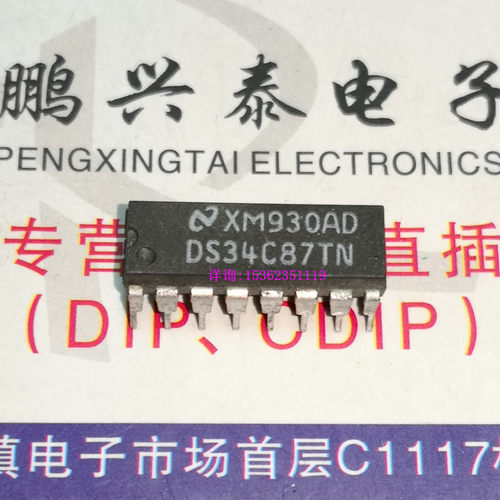 鹏兴泰电子
PENGXINGTAI ELECTRONICS
XM930AD
DS34C87TN
详询:15362351119
专营 直插
(DIP、CDIP)
镇电子市场首层C1117